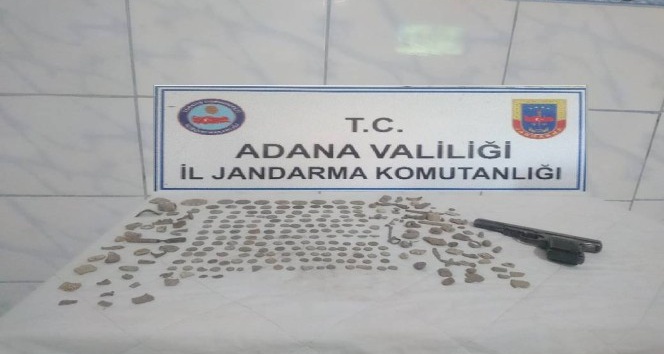 T.C.
ADANA VALİLİĞİ
İL JANDARMA KOMUTANLIĞI